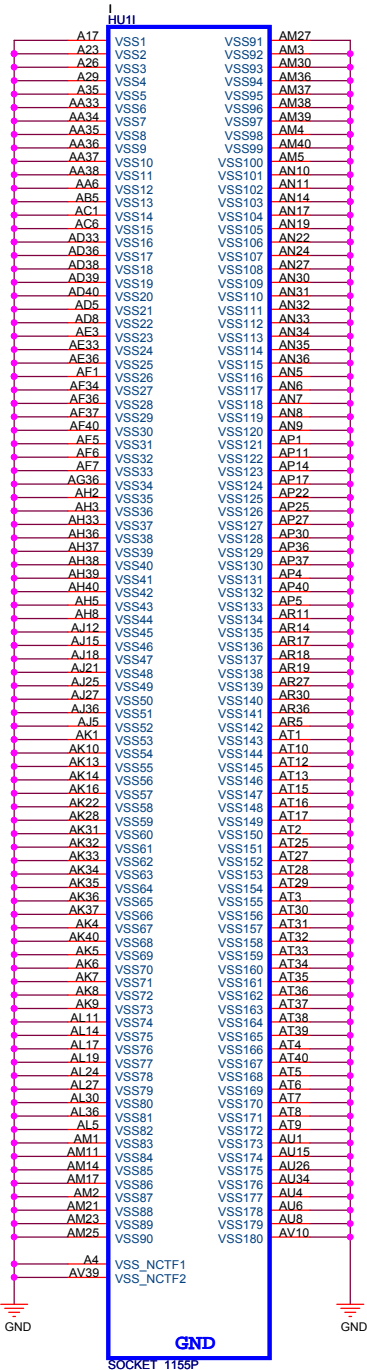 I
HU1I
A17 VSS1 VSS91 AM27
A23 VSS2 VSS92 AM3
A26 VSS3 VSS93 AM30
A29 VSS4 VSS94 AM36
A35 VSS5 VSS95 AM37
AA33 VSS6 VSS96 AM38
AA34 VSS7 VSS97 AM39
AA35 VSS8 VSS98 AM4
AA36 VSS9 VSS99 AM40
AA37 VSS10 VSS100 AM5
AA38 VSS11 VSS101 AN10
AA6 VSS12 VSS102 AN11
AB5 VSS13 VSS103 AN14
AC1 VSS14 VSS104 AN17
AC6 VSS15 VSS105 AN19
AD33 VSS16 VSS106 AN22
AD36 VSS17 VSS107 AN24
AD38 VSS18 VSS108 AN27
AD39 VSS19 VSS109 AN30
AD40 VSS20 VSS110 AN31
AD5 VSS21 VSS111 AN32
AD8 VSS22 VSS112 AN33
AE3 VSS23 VSS113 AN34
AE33 VSS24 VSS114 AN35
AE36 VSS25 VSS115 AN36
AF1 VSS26 VSS116 AN5
AF34 VSS27 VSS117 AN6
AF36 VSS28 VSS118 AN7
AF37 VSS29 VSS119 AN8
AF40 VSS30 VSS120 AN9
AF5 VSS31 VSS121 AP1
AF6 VSS32 VSS122 AP11
AF7 VSS33 VSS123 AP14
AG36 VSS34 VSS124 AP17
AH2 VSS35 VSS125 AP22
AH3 VSS36 VSS126 AP25
AH33 VSS37 VSS127 AP27
AH36 VSS38 VSS128 AP30
AH37 VSS39 VSS129 AP36
AH38 VSS40 VSS130 AP37
AH39 VSS41 VSS131 AP4
AH40 VSS42 VSS132 AP40
AH5 VSS43 VSS133 AP5
AH8 VSS44 VSS134 AR11
AJ12 VSS45 VSS135 AR14
AJ15 VSS46 VSS136 AR17
AJ18 VSS47 VSS137 AR18
AJ21 VSS48 VSS138 AR19
AJ25 VSS49 VSS139 AR27
AJ27 VSS50 VSS140 AR30
AJ36 VSS51 VSS141 AR36
AJ5 VSS52 VSS142 AR5
AK1 VSS53 VSS143 AT1
AK10 VSS54 VSS144 AT10
AK13 VSS55 VSS145 AT12
AK14 VSS56 VSS146 AT13
AK16 VSS57 VSS147 AT15
AK22 VSS58 VSS148 AT16
AK28 VSS59 VSS149 AT17
AK31 VSS60 VSS150 AT2
AK32 VSS61 VSS151 AT25
AK33 VSS62 VSS152 AT27
AK34 VSS63 VSS153 AT28
AK35 VSS64 VSS154 AT29
AK36 VSS65 VSS155 AT3
AK37 VSS66 VSS156 AT30
AK4 VSS67 VSS157 AT31
AK40 VSS68 VSS158 AT32
AK5 VSS69 VSS159 AT33
AK6 VSS70 VSS160 AT34
AK7 VSS71 VSS161 AT35
AK8 VSS72 VSS162 AT36
AK9 VSS73 VSS163 AT37
AL11 VSS74 VSS164 AT38
AL14 VSS75 VSS165 AT39
AL17 VSS76 VSS166 AT4
AL19 VSS77 VSS167 AT40
AL24 VSS78 VSS168 AT5
AL27 VSS79 VSS169 AT6
AL30 VSS80 VSS170 AT7
AL36 VSS81 VSS171 AT8
AL5 VSS82 VSS172 AT9
AM1 VSS83 VSS173 AU1
AM11 VSS84 VSS174 AU15
AM14 VSS85 VSS175 AU26
AM17 VSS86 VSS176 AU34
AM2 VSS87 VSS177 AU4
AM21 VSS88 VSS178 AU6
AM23 VSS89 VSS179 AU8
AM25 VSS90 VSS180 AV10
A4 VSS_NCTF1
AV39 VSS_NCTF2
GND GND
GND
SOCKET_1155P